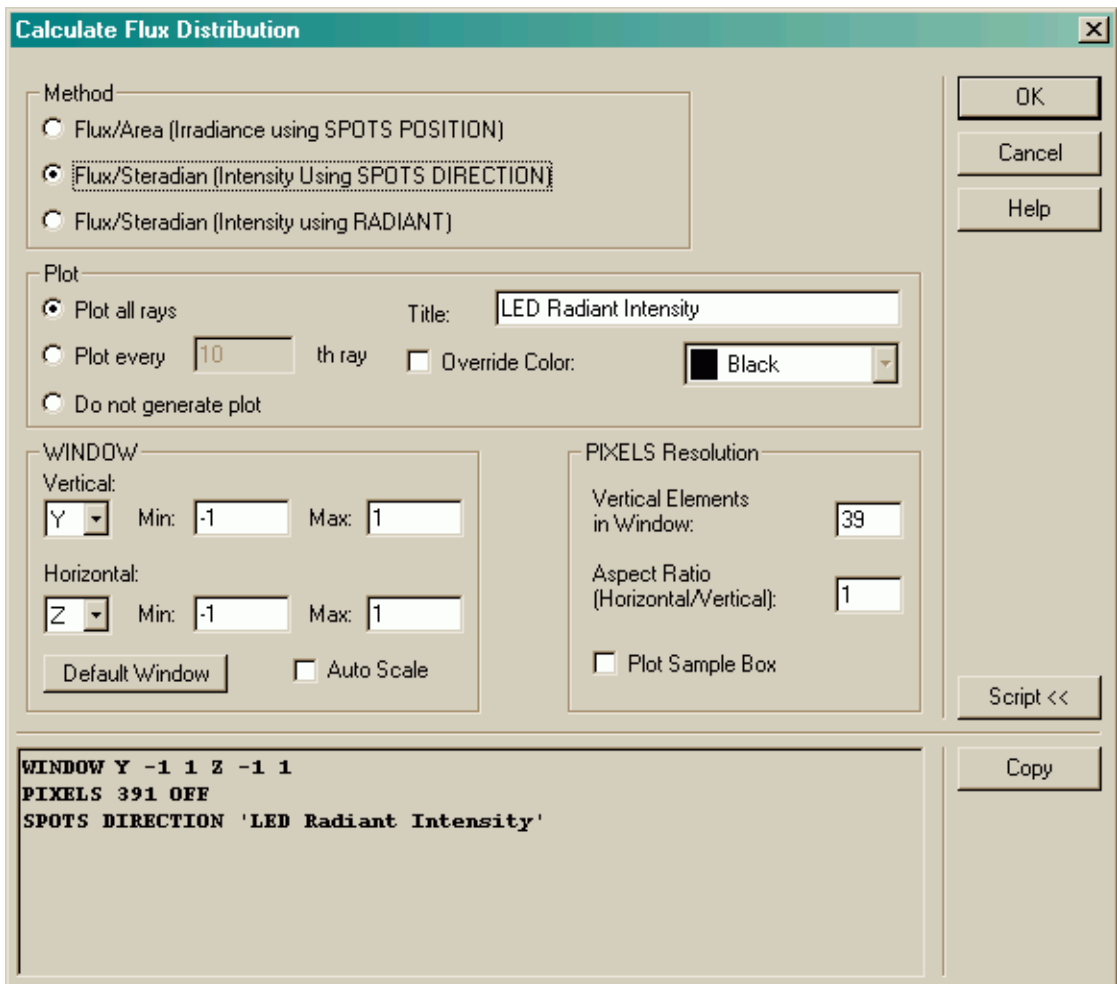 Calculate Flux Distribution
Method
Flux/Area (Irradiance using SPOTS POSITION)
Flux/Steradian (Intensity Using SPOTS DIRECTION)
Flux/Steradian (Intensity using RADIANT)
OK
Cancel
Help
Plot
Plot all rays
Title: LED Radiant Intensity
Plot every 10 th ray
Override Color: Black
Do not generate plot
WINDOW
Vertical:
Y Min: -1 Max: 1
Horizontal:
Z Min: -1 Max: 1
Default Window Auto Scale
PIXELS Resolution
Vertical Elements
in Window: 39
Aspect Ratio
(Horizontal/Vertical): 1
Plot Sample Box
Script <<
WINDOW Y -1 1 Z -1 1
PIXELS 391 OFF
SPOTS DIRECTION 'LED Radiant Intensity'
Copy